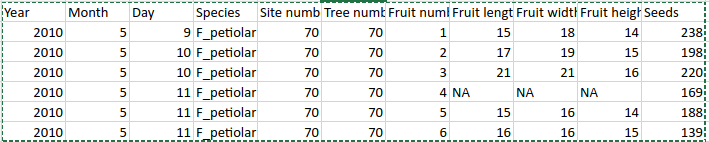 Year Month Day Species Site numb Tree numb Fruit numl Fruit lengt Fruit widtl Fruit heigh Seeds
2010 5 9 F_petiolar 70 70 1 15 18 14 238
2010 5 10 F_petiolar 70 70 2 17 19 15 198
2010 5 10 F_petiolar 70 70 3 21 21 16 220
2010 5 11 F_petiolar 70 70 4 NA NA NA 169
2010 5 11 F_petiolar 70 70 5 15 16 14 188
2010 5 11 F_petiolar 70 70 6 16 16 15 139